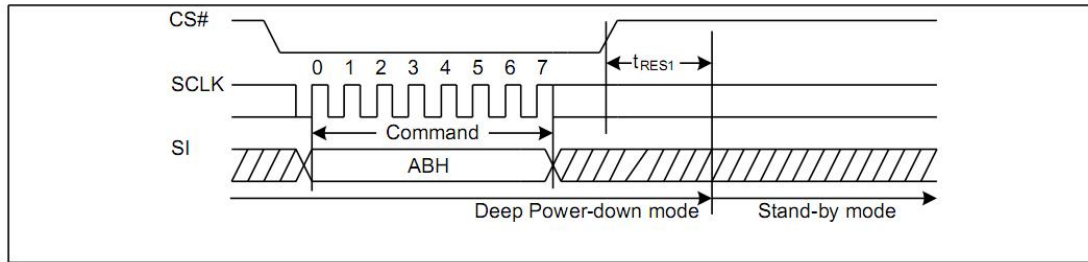 CS#
tRES1
0 1 2 3 4 5 6 7
SCLK
Command
SI
ABH
Deep Power-down mode Stand-by mode